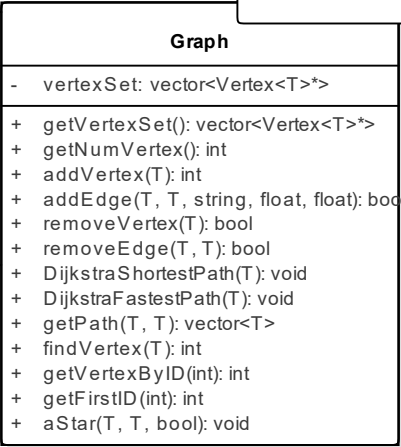 Graph
- vertexSet: vector<Vertex<T>*>
+ getVertexSet(): vector<Vertex<T>*>
+ getNumVertex(): int
+ addVertex(T): int
+ addEdge(T, T, string, float, float): boo
+ removeVertex(T): bool
+ removeEdge(T, T): bool
+ DijkstraShortestPath(T): void
+ DijkstraFastestPath(T): void
+ getPath(T, T): vector<T>
+ findVertex(T): int
+ getVertexByID(int): int
+ getFirstID(int): int
+ aStar(T, T, bool): void